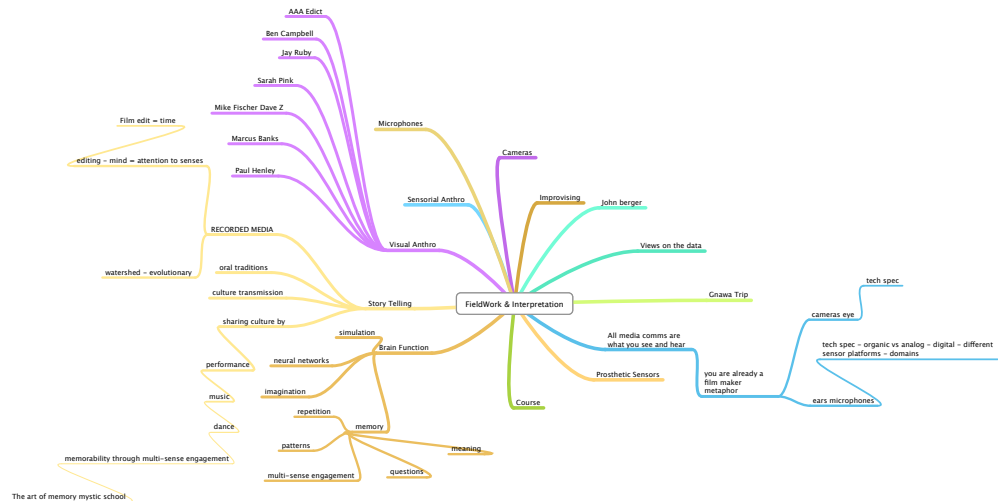 AAA Edict
Ben Campbell
Jay Ruby
Sarah Pink
Mike Fischer Dave Z
Marcus Banks
Paul Henley
Visual Anthro
Sensorial Anthro
Microphones
Film edit = time
editing - mind = attention to senses
RECORDED MEDIA
watershed - evolutionary
oral traditions
culture transmission
sharing culture by
Story Telling
performance
music
dance
memorability through multi-sense engagement
The art of memory mystic school
simulation
Brain Function
neural networks
imagination
memory
repetition
patterns
multi-sense engagement
questions
meaning
FieldWork & Interpretation
Cameras
Improvising
John berger
Views on the data
Gnawa Trip
All media comms are
what you see and hear
you are already a
film maker
metaphor
cameras eye
tech spec
tech spec - organic vs analog - digital - different
sensor platforms - domains
ears microphones
Prosthetic Sensors
Course